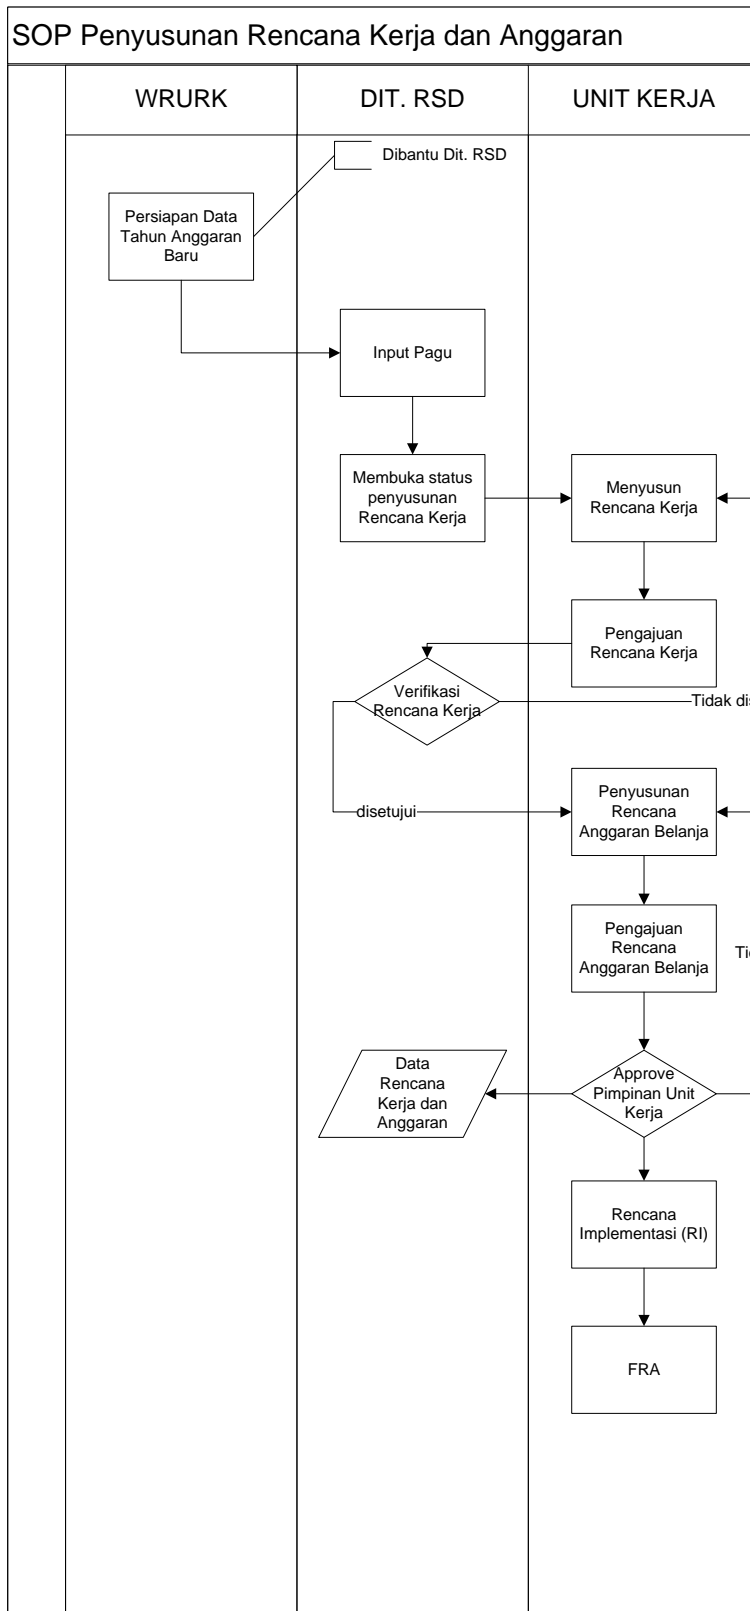 SOP Penyusunan Rencana Kerja dan Anggaran
WRURK
DIT. RSD
UNIT KERJA
Dibantu Dit. RSD
Persiapan Data
Tahun Anggaran
Baru
Input Pagu
Membuka status
penyusunan
Rencana Kerja
Menyusun
Rencana Kerja
Pengajuan
Rencana Kerja
Verifikasi
Rencana Kerja
Tidak
disetujui
Penyusunan
Rencana
Anggaran Belanja
Pengajuan
Rencana
Anggaran Belanja
Data
Rencana
Kerja dan
Anggaran
Approve
Pimpinan Unit
Kerja
Rencana
Implementasi (RI)
FRA